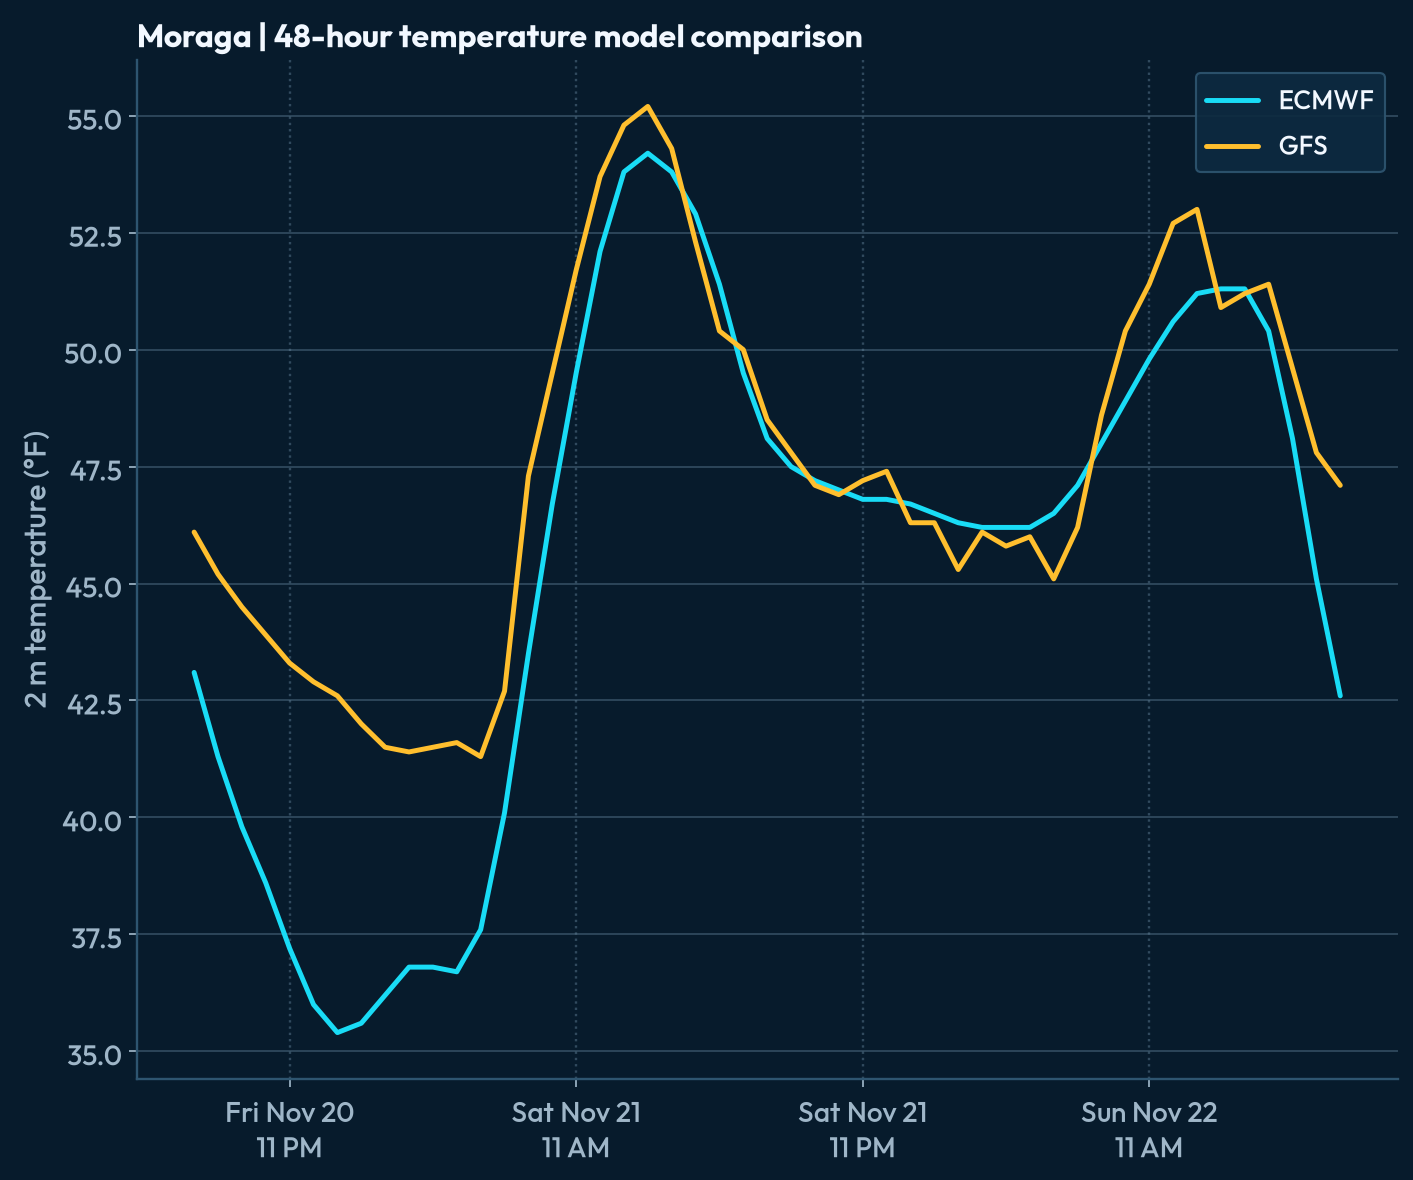 Moraga | 48-hour temperature model comparison
ECMWF
GFS
2 m temperature (°F)
55.0
52.5
50.0
47.5
45.0
42.5
40.0
37.5
35.0
Fri Nov 20
11 PM
Sat Nov 21
11 AM
Sat Nov 21
11 PM
Sun Nov 22
11 AM